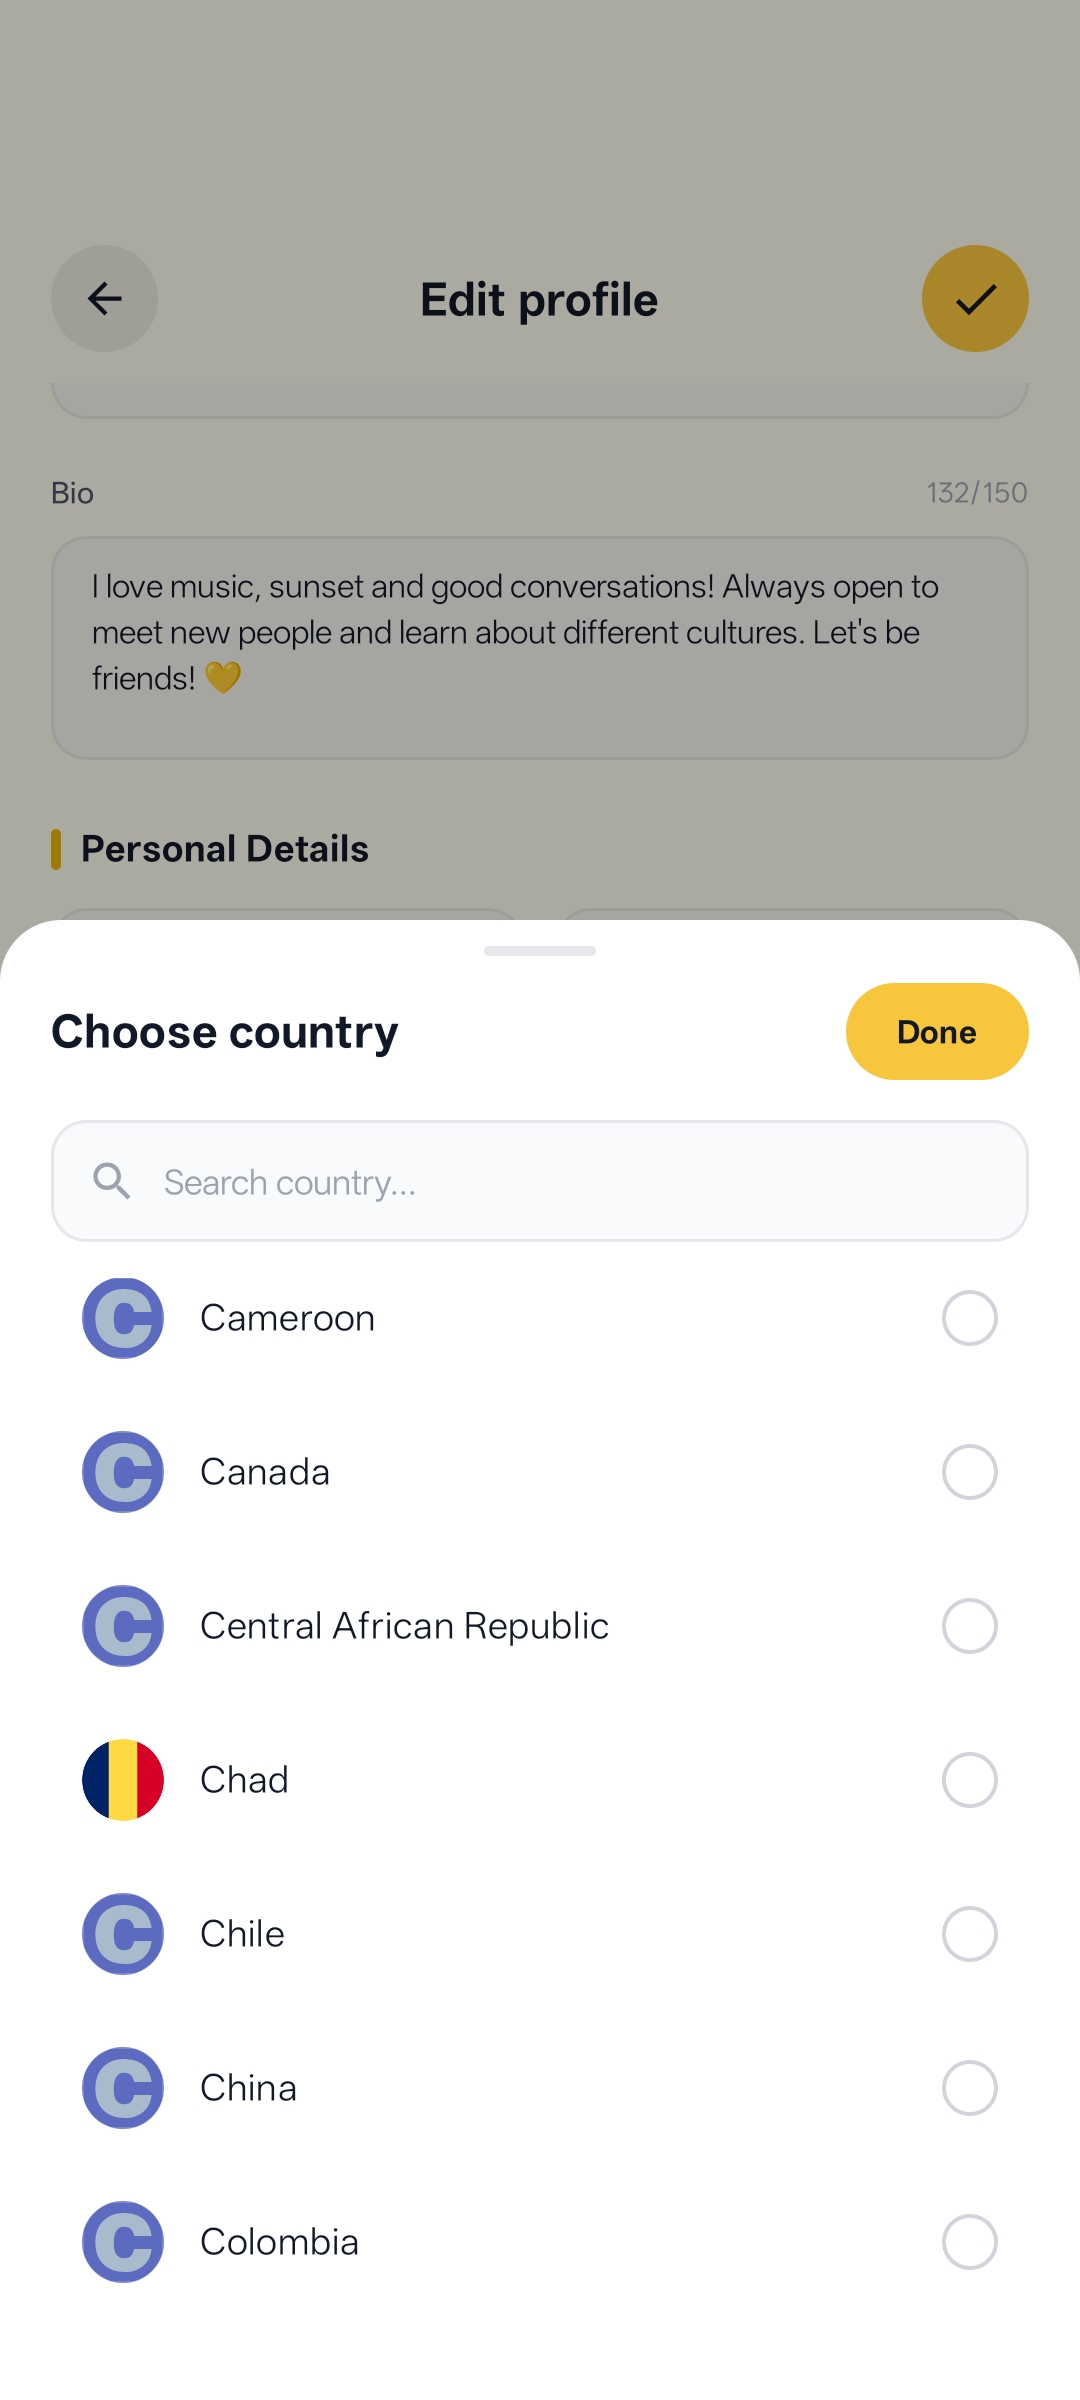 Edit profile
Bio
132/150
I love music, sunset and good conversations! Always open to
meet new people and learn about different cultures. Let's be
friends! 💛
Personal Details
Choose country
Done
Search country...
C Cameroon
C Canada
C Central African Republic
Chad
C Chile
C China
C Colombia